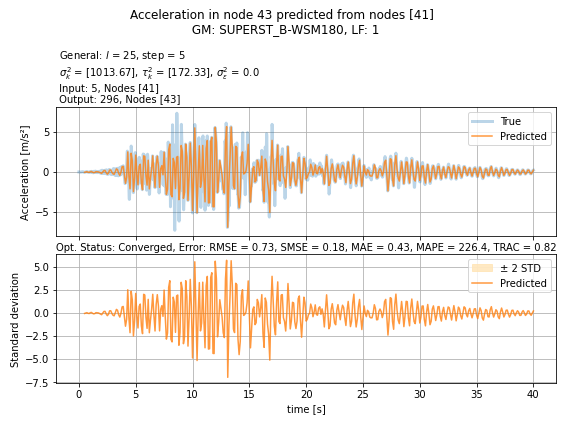 Acceleration in node 43 predicted from nodes [41]
GM: SUPERST_B-WSM180, LF: 1
General: l = 25, step = 5
σ_k² = [1013.67], τ_k² = [172.33], σ_ε² = 0.0
Input: 5, Nodes [41]
Output: 296, Nodes [43]
Acceleration [m/s²]
5
0
−5
True
Predicted
Opt. Status: Converged, Error: RMSE = 0.73, SMSE = 0.18, MAE = 0.43, MAPE = 226.4, TRAC = 0.82
Standard deviation
5.0
2.5
0.0
−2.5
−5.0
−7.5
± 2 STD
Predicted
0 5 10 15 20 25 30 35 40
time [s]